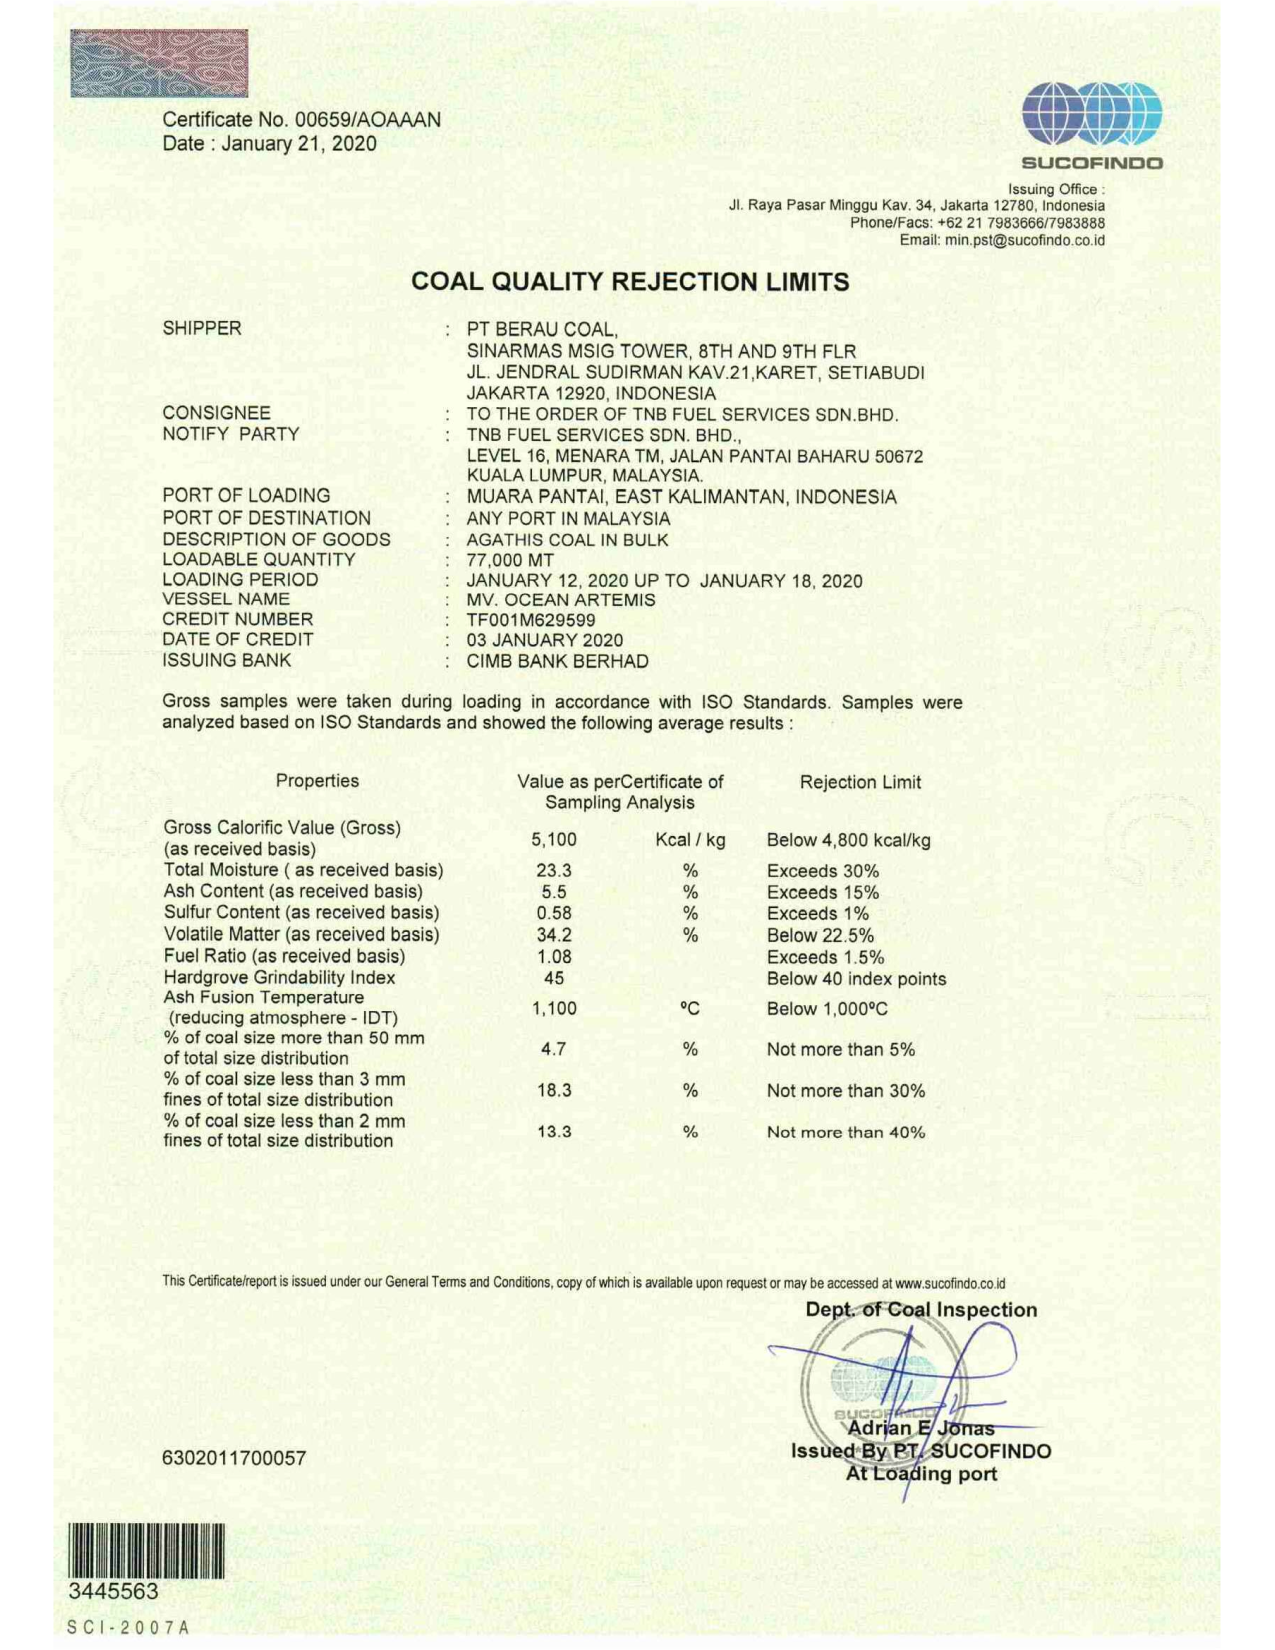 Certificate No. 00659/AOAAAN
Date : January 21, 2020
SUCOFINDO
Issuing Office :
Jl. Raya Pasar Minggu Kav. 34, Jakarta 12780, Indonesia
Phone/Facs: +62 21 7983666/7983888
Email: min.pst@sucofindo.co.id
COAL QUALITY REJECTION LIMITS
SHIPPER : PT BERAU COAL,
SINARMAS MSIG TOWER, 8TH AND 9TH FLR
JL. JENDRAL SUDIRMAN KAV.21,KARET, SETIABUDI
JAKARTA 12920, INDONESIA
CONSIGNEE : TO THE ORDER OF TNB FUEL SERVICES SDN.BHD.
NOTIFY PARTY : TNB FUEL SERVICES SDN. BHD.,
LEVEL 16, MENARA TM, JALAN PANTAI BAHARU 50672
KUALA LUMPUR, MALAYSIA.
PORT OF LOADING : MUARA PANTAI, EAST KALIMANTAN, INDONESIA
PORT OF DESTINATION : ANY PORT IN MALAYSIA
DESCRIPTION OF GOODS : AGATHIS COAL IN BULK
LOADABLE QUANTITY : 77,000 MT
LOADING PERIOD : JANUARY 12, 2020 UP TO JANUARY 18, 2020
VESSEL NAME : MV. OCEAN ARTEMIS
CREDIT NUMBER : TF001M629599
DATE OF CREDIT : 03 JANUARY 2020
ISSUING BANK : CIMB BANK BERHAD
Gross samples were taken during loading in accordance with ISO Standards. Samples were
analyzed based on ISO Standards and showed the following average results :
Properties Value as perCertificate of Rejection Limit
Sampling Analysis
Gross Calorific Value (Gross)
(as received basis) 5,100 Kcal / kg Below 4,800 kcal/kg
Total Moisture ( as received basis) 23.3 % Exceeds 30%
Ash Content (as received basis) 5.5 % Exceeds 15%
Sulfur Content (as received basis) 0.58 % Exceeds 1%
Volatile Matter (as received basis) 34.2 % Below 22.5%
Fuel Ratio (as received basis) 1.08 Exceeds 1.5%
Hardgrove Grindability Index 45 Below 40 index points
Ash Fusion Temperature
(reducing atmosphere - IDT) 1,100 ºC Below 1,000ºC
% of coal size more than 50 mm
of total size distribution 4.7 % Not more than 5%
% of coal size less than 3 mm
fines of total size distribution 18.3 % Not more than 30%
% of coal size less than 2 mm
fines of total size distribution 13.3 % Not more than 40%
This Certificate/report is issued under our General Terms and Conditions, copy of which is available upon request or may be accessed at www.sucofindo.co.id
Dept. of Coal Inspection
SUCOFINDO
Adrian E Jonas
Issued By PT. SUCOFINDO
At Loading port
6302011700057
3445563
SCI-2007A